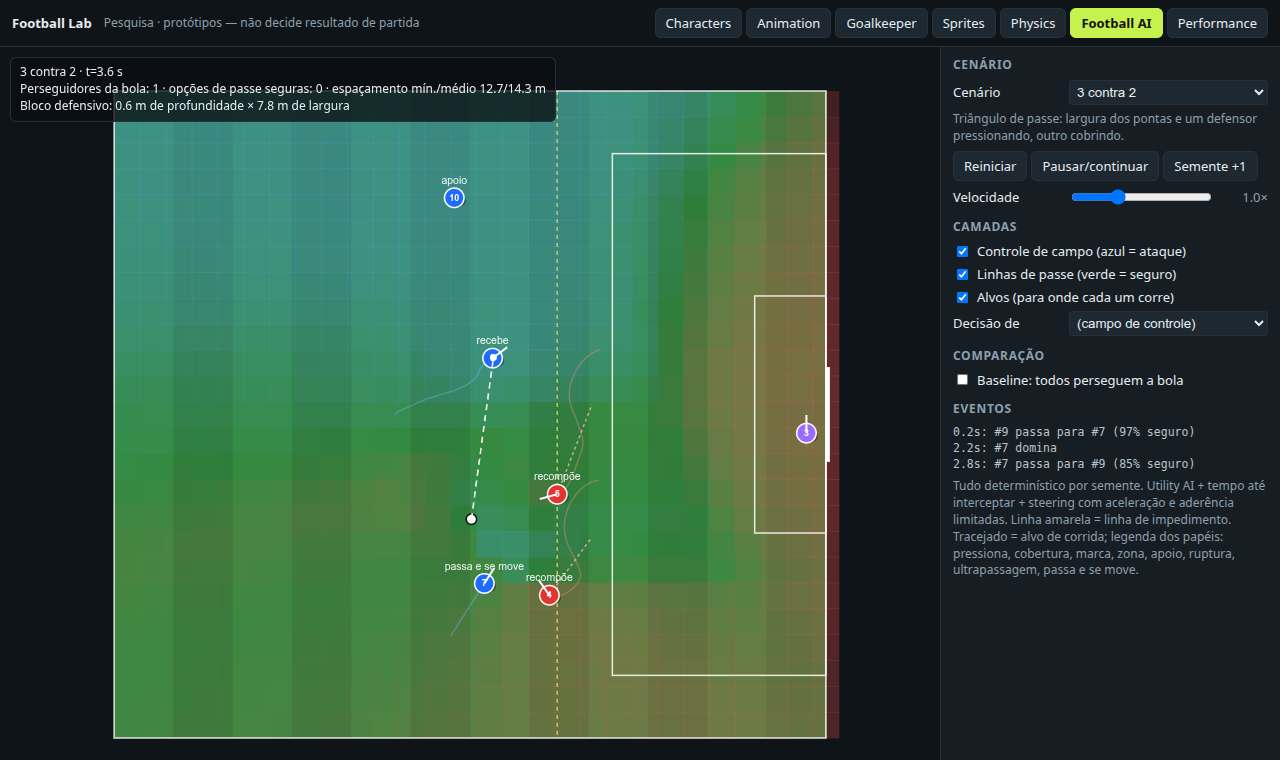 Football Lab
Pesquisa · protótipos — não decide resultado de partida
Characters
Animation
Goalkeeper
Sprites
Physics
Football AI
Performance
3 contra 2 · t=3.6 s
Perseguidores da bola: 1 · opções de passe seguras: 0 · espaçamento mín./médio 12.7/14.3 m
Bloco defensivo: 0.6 m de profundidade × 7.8 m de largura
apoio
10
recebe
3
recompõe
5
passa e se move
7
recompõe
4
CENÁRIO
Cenário
3 contra 2
Triângulo de passe: largura dos pontas e um defensor
pressionando, outro cobrindo.
Reiniciar
Pausar/continuar
Semente +1
Velocidade
1.0×
CAMADAS
Controle de campo (azul = ataque)
Linhas de passe (verde = seguro)
Alvos (para onde cada um corre)
Decisão de
(campo de controle)
COMPARAÇÃO
Baseline: todos perseguem a bola
EVENTOS
0.2s: #9 passa para #7 (97% seguro)
2.2s: #7 domina
2.8s: #7 passa para #9 (85% seguro)
Tudo determinístico por semente. Utility AI + tempo até
interceptar + steering com aceleração e aderência
limitadas. Linha amarela = linha de impedimento.
Tracejado = alvo de corrida; legenda dos papéis:
pressiona, cobertura, marca, zona, apoio, ruptura,
ultrapassagem, passa e se move.